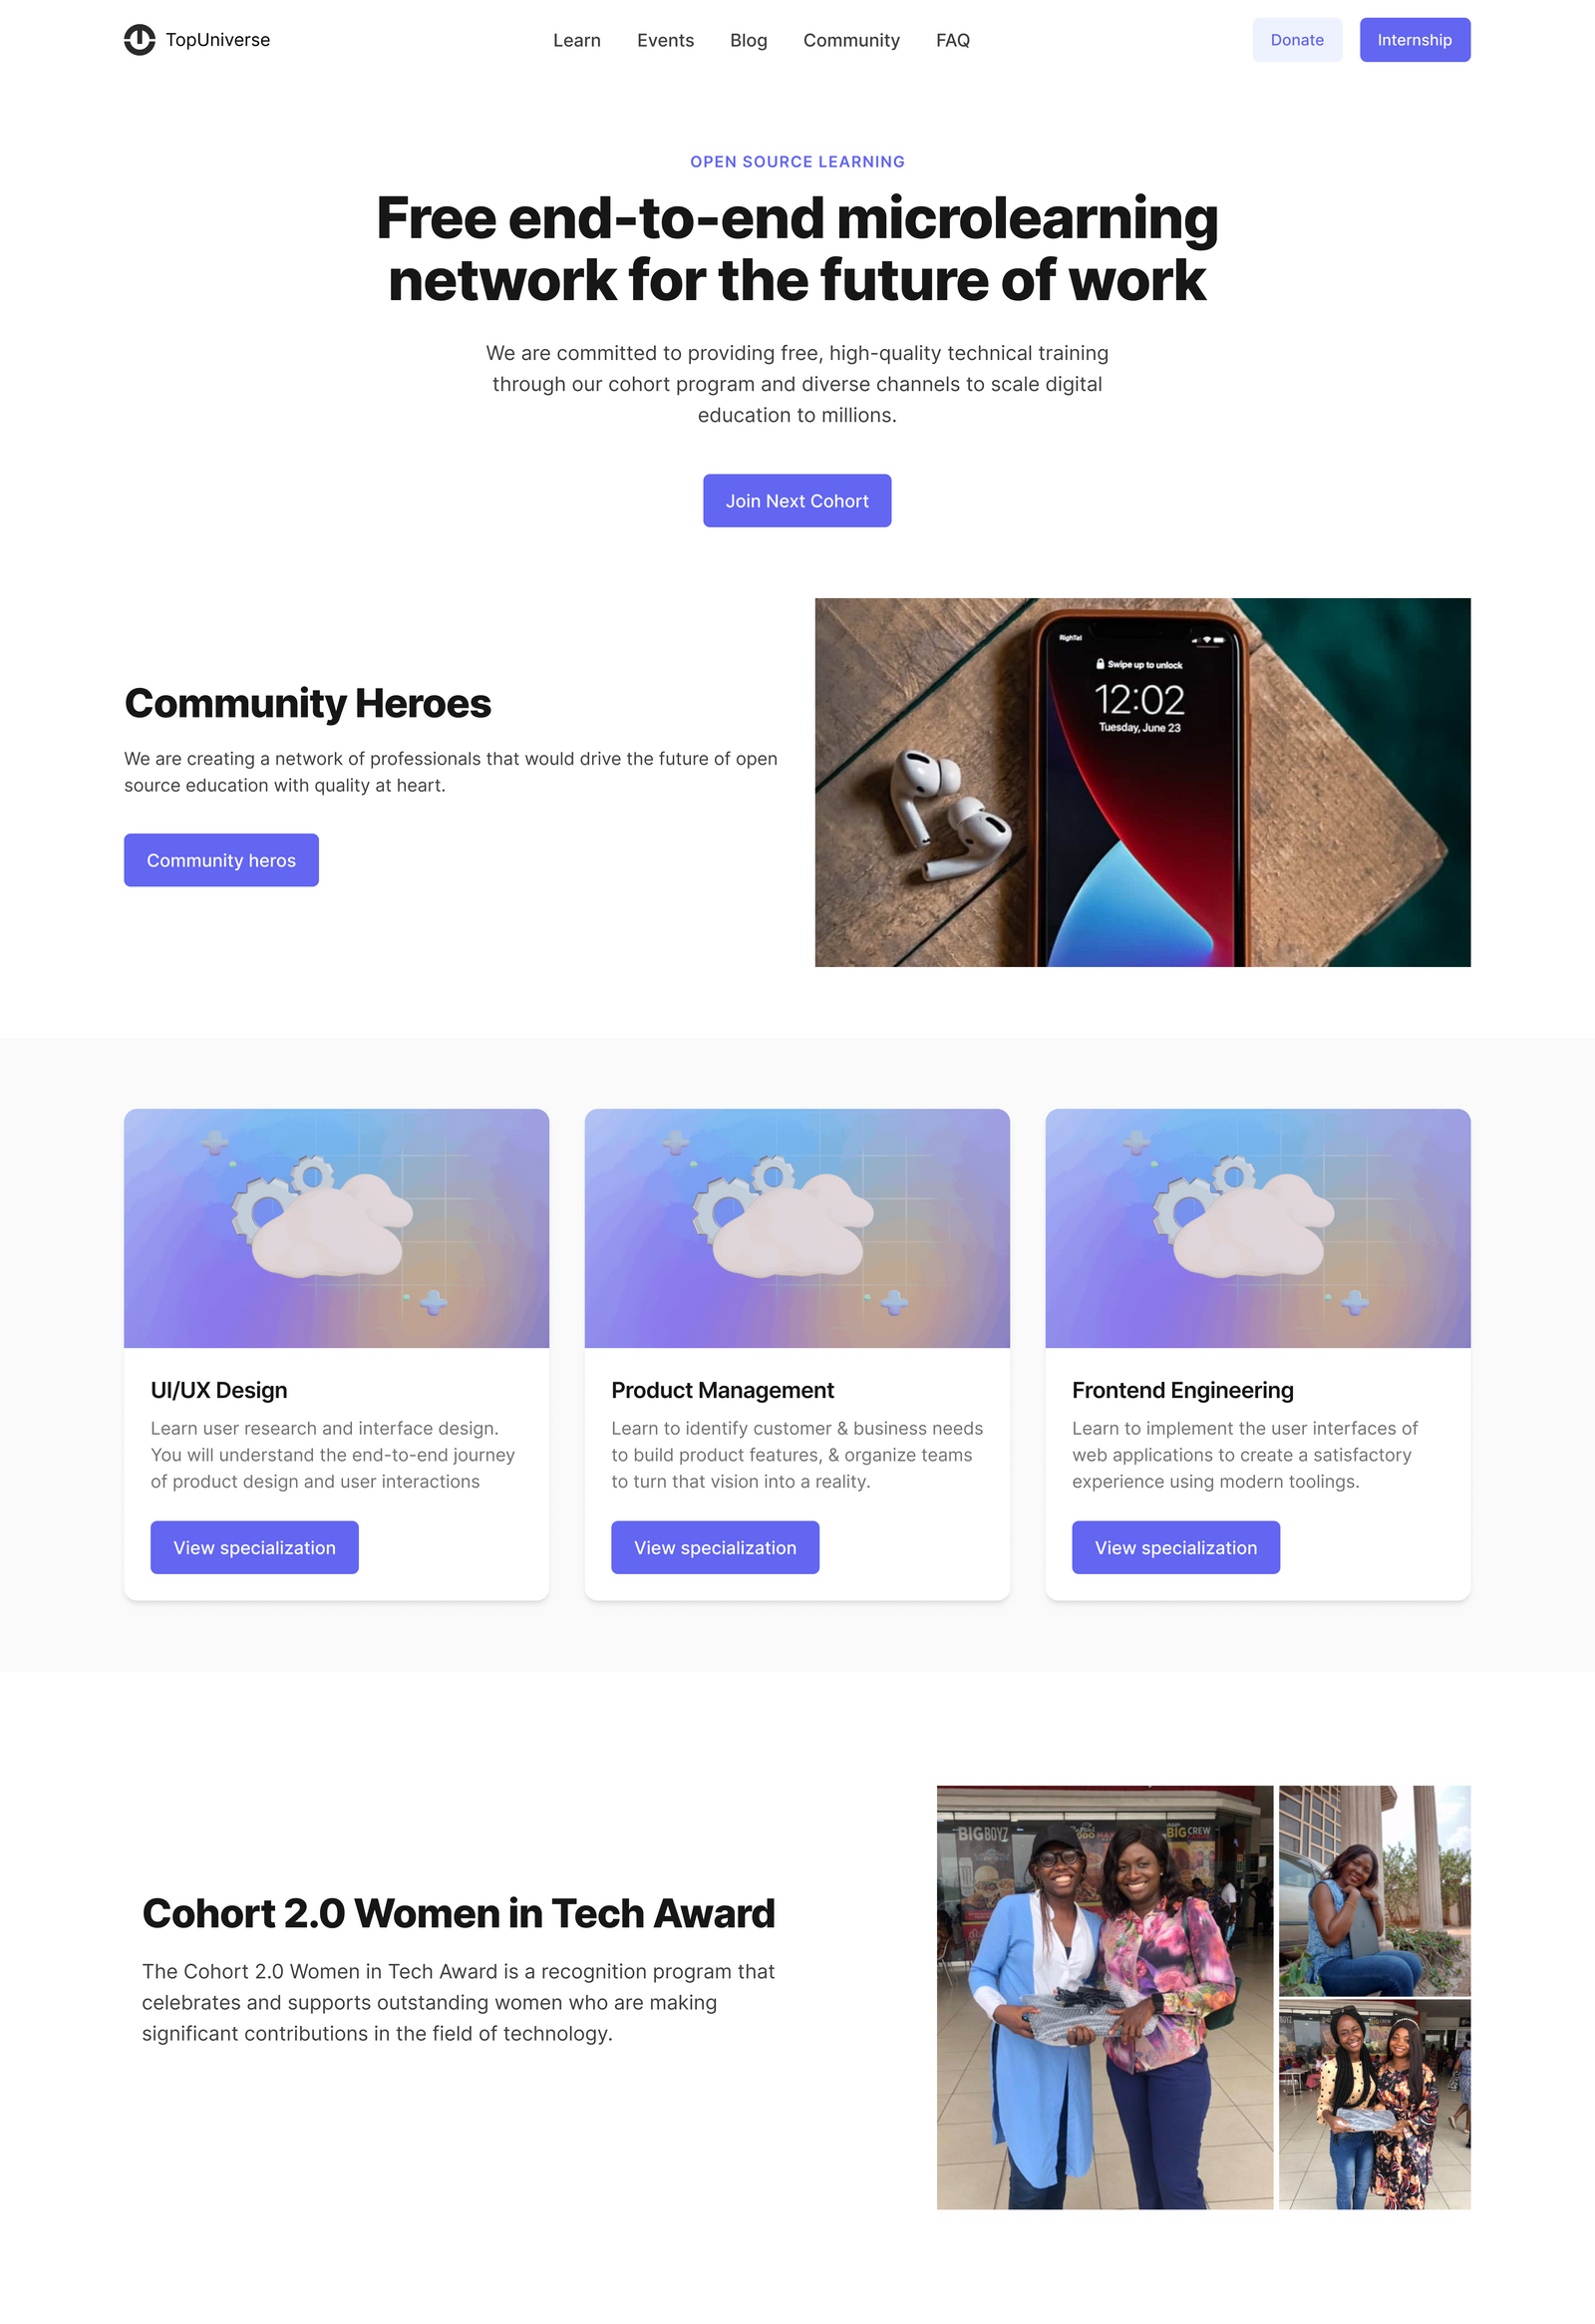 TopUniverse
Learn
Events
Blog
Community
FAQ
Donate
Internship
OPEN SOURCE LEARNING
Free end-to-end microlearning
network for the future of work
We are committed to providing free, high-quality technical training
through our cohort program and diverse channels to scale digital
education to millions.
Join Next Cohort
Community Heroes
We are creating a network of professionals that would drive the future of open
source education with quality at heart.
Community heros
RighTel
Swipe up to unlock
12:02
Tuesday, June 23
UI/UX Design
Learn user research and interface design.
You will understand the end-to-end journey
of product design and user interactions
View specialization
Product Management
Learn to identify customer & business needs
to build product features, & organize teams
to turn that vision into a reality.
View specialization
Frontend Engineering
Learn to implement the user interfaces of
web applications to create a satisfactory
experience using modern toolings.
View specialization
Cohort 2.0 Women in Tech Award
The Cohort 2.0 Women in Tech Award is a recognition program that
celebrates and supports outstanding women who are making
significant contributions in the field of technology.
BIG BOYZ
BIG CREW